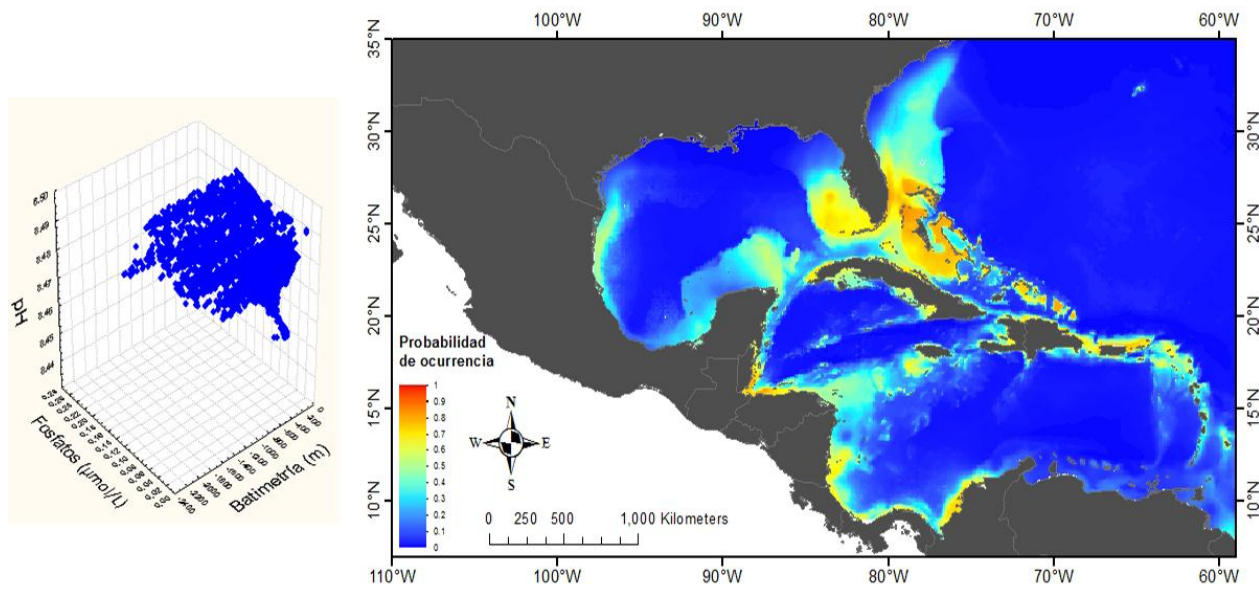 100°W 90°W 80°W 70°W 60°W
35°N
30°N
25°N
20°N
15°N
10°N
35°N
30°N
25°N
20°N
15°N
10°N
110°W 100°W 90°W 80°W 70°W 60°W
Probabilidad
de ocurrencia
1
0.9
0.8
0.7
0.6
0.5
0.4
0.3
0.2
0.1
0
N
W E
S
0 250 500 1,000 Kilometers
pH
Fosfatos (µmol/L)
Batimetría (m)